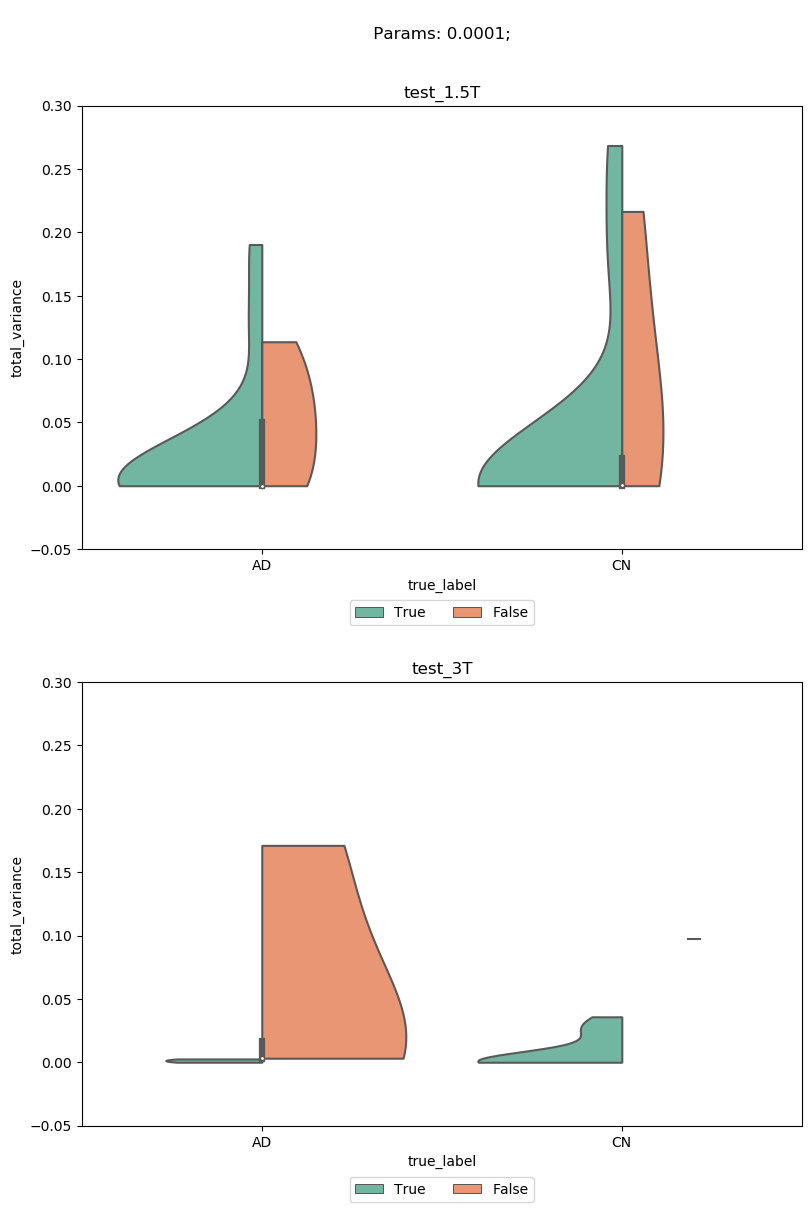 Params: 0.0001;
test_1.5T
0.30
0.25
0.20
0.15
0.10
0.05
0.00
−0.05
total_variance
AD CN
true_label
True False
test_3T
0.30
0.25
0.20
0.15
0.10
0.05
0.00
−0.05
total_variance
AD CN
true_label
True False